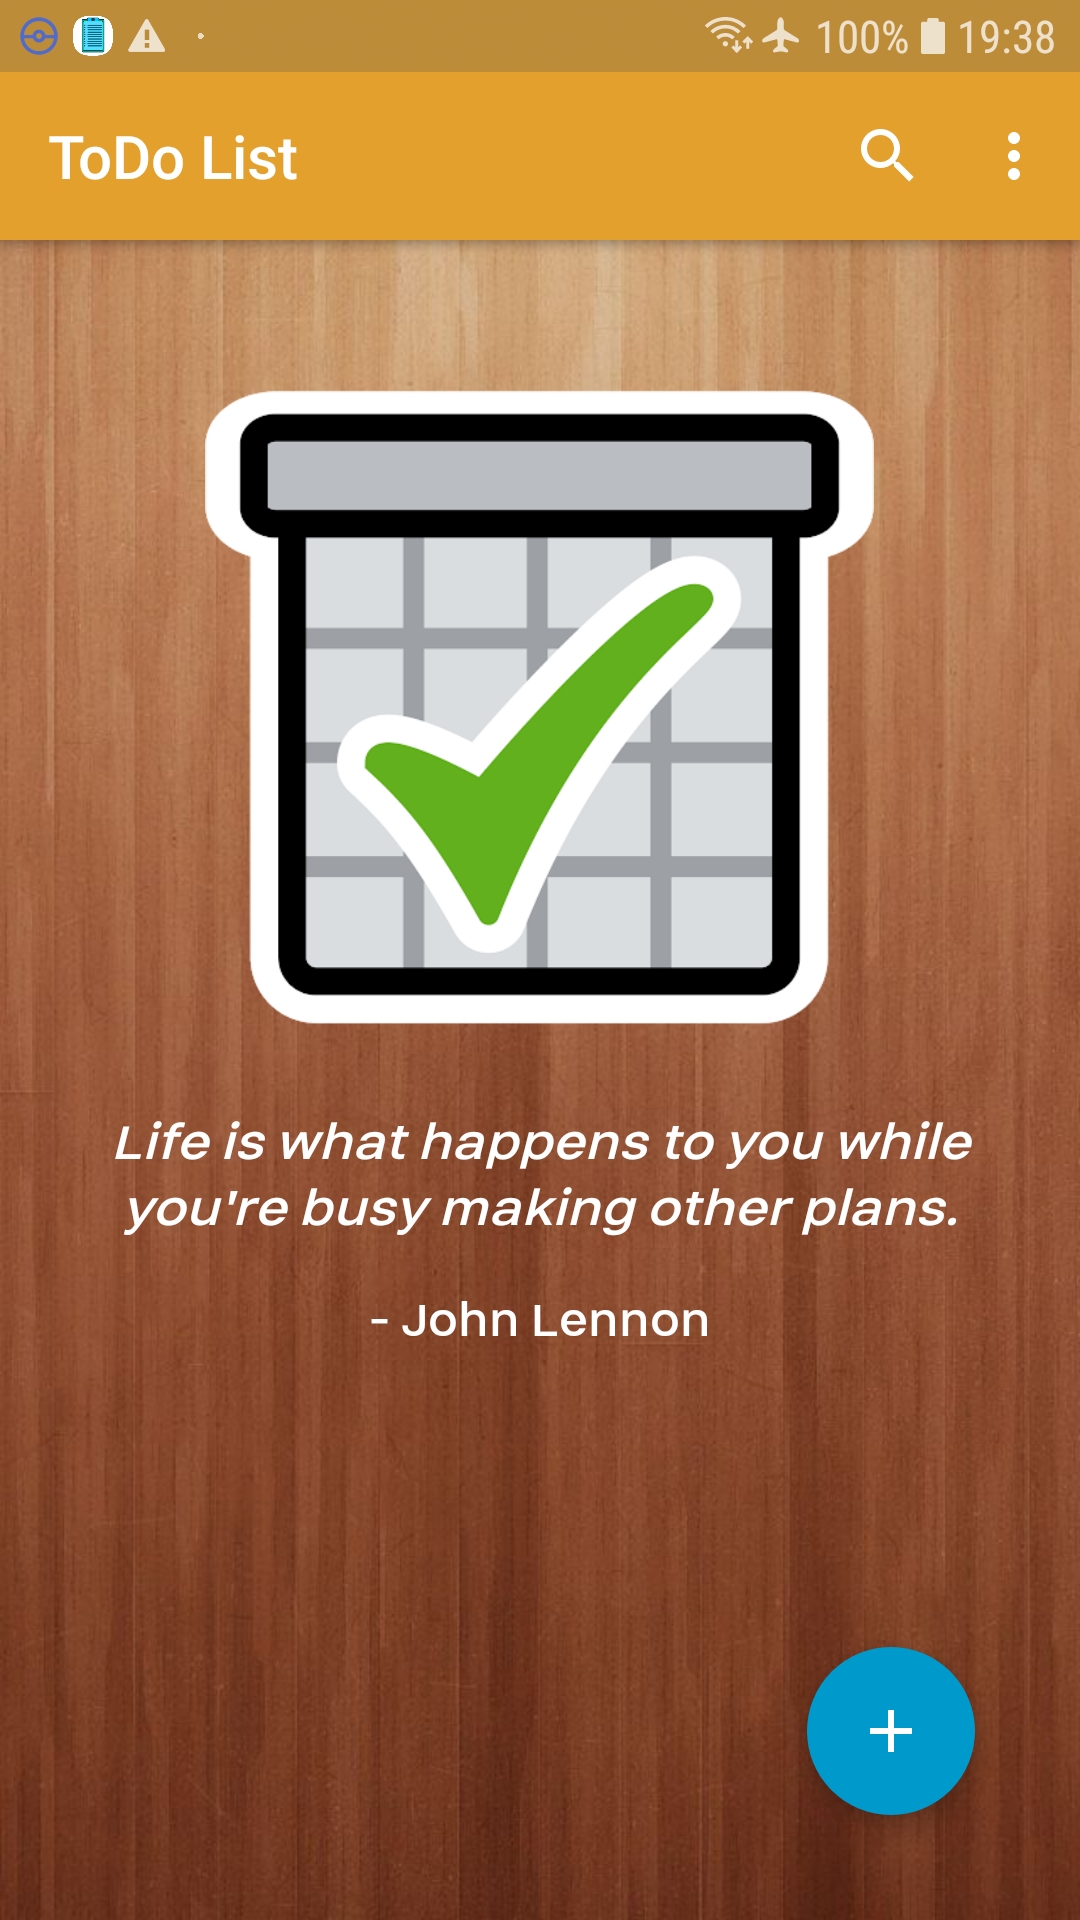 100% 19:38
ToDo List
Life is what happens to you while
you're busy making other plans.
- John Lennon